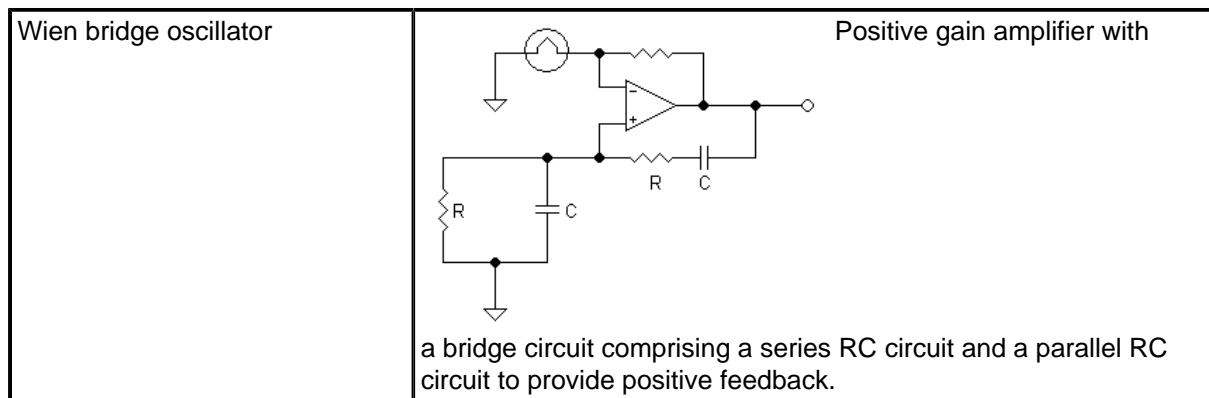 Wien bridge oscillator
Positive gain amplifier with
-
+
R C
R
C
a bridge circuit comprising a series RC circuit and a parallel RC
circuit to provide positive feedback.